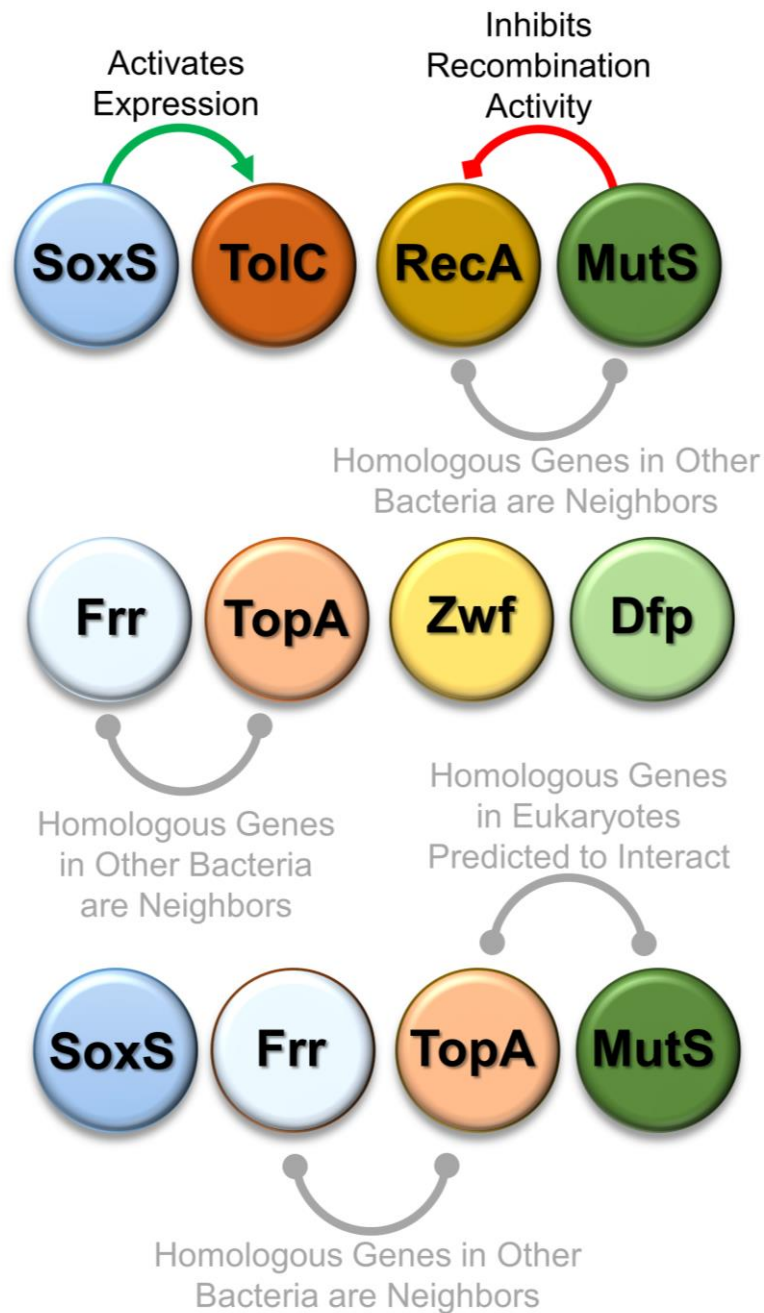 Activates
Expression
Inhibits
Recombination
Activity
SoxS TolC RecA MutS
Homologous Genes in Other
Bacteria are Neighbors
Frr TopA Zwf Dfp
Homologous Genes
in Other Bacteria
are Neighbors
Homologous Genes
in Eukaryotes
Predicted to Interact
SoxS Frr TopA MutS
Homologous Genes in Other
Bacteria are Neighbors